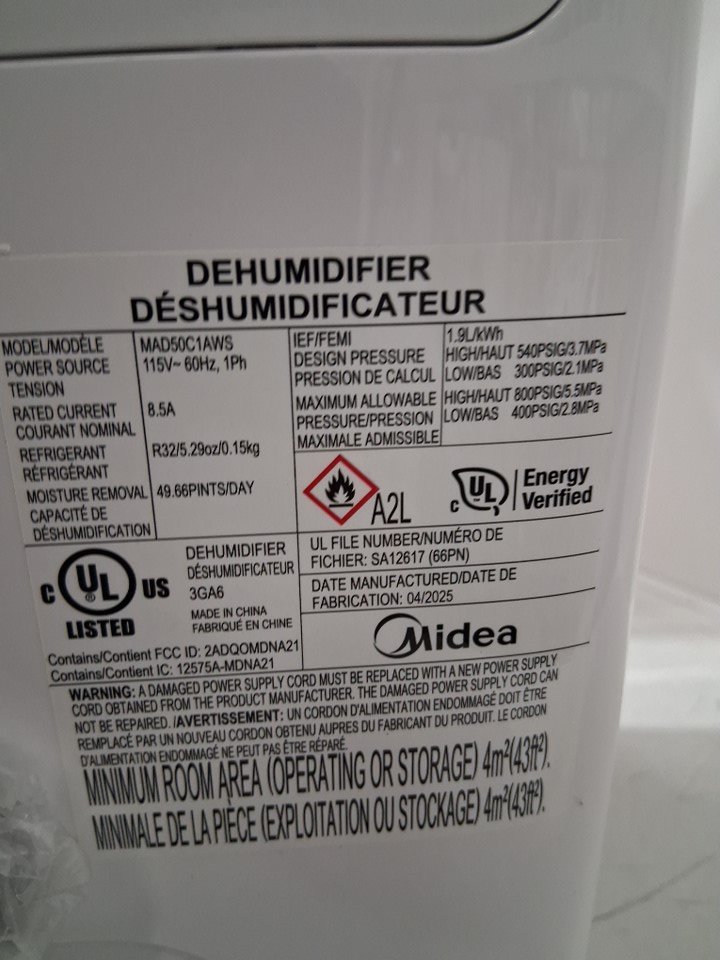 DEHUMIDIFIER
DÉSHUMIDIFICATEUR
MODEL/MODÈLE MAD50C1AWS
POWER SOURCE 115V~ 60Hz, 1Ph
TENSION
RATED CURRENT 8.5A
COURANT NOMINAL
REFRIGERANT R32/5.29oz/0.15kg
RÉFRIGÉRANT
MOISTURE REMOVAL 49.66PINTS/DAY
CAPACITÉ DE
DÉSHUMIDIFICATION
IEF/FEMI 1.9L/kWh
DESIGN PRESSURE HIGH/HAUT 540PSIG/3.7MPa
PRESSION DE CALCUL LOW/BAS 300PSIG/2.1MPa
MAXIMUM ALLOWABLE HIGH/HAUT 800PSIG/5.5MPa
PRESSURE/PRESSION LOW/BAS 400PSIG/2.8MPa
MAXIMALE ADMISSIBLE
A2L
C UL Energy
Verified
C UL ® US
LISTED
DEHUMIDIFIER
DÉSHUMIDIFICATEUR
3GA6
MADE IN CHINA
FABRIQUÉ EN CHINE
UL FILE NUMBER/NUMÉRO DE
FICHIER: SA12617 (66PN)
DATE MANUFACTURED/DATE DE
FABRICATION: 04/2025
Midea
Contains/Contient FCC ID: 2ADQOMDNA21
Contains/Contient IC: 12575A-MDNA21
WARNING: A DAMAGED POWER SUPPLY CORD MUST BE REPLACED WITH A NEW POWER SUPPLY
CORD OBTAINED FROM THE PRODUCT MANUFACTURER. THE DAMAGED POWER SUPPLY CORD CAN
NOT BE REPAIRED. /AVERTISSEMENT: UN CORDON D'ALIMENTATION ENDOMMAGÉ DOIT ÊTRE
REMPLACÉ PAR UN NOUVEAU CORDON OBTENU AUPRES DU FABRICANT DU PRODUIT. LE CORDON
D'ALIMENTATION ENDOMMAGÉ NE PEUT PAS ÊTRE RÉPARÉ.
MINIMUM ROOM AREA (OPERATING OR STORAGE) 4m²(43ft²).
MINIMALE DE LA PIÈCE (EXPLOITATION OU STOCKAGE) 4m²(43ft²).